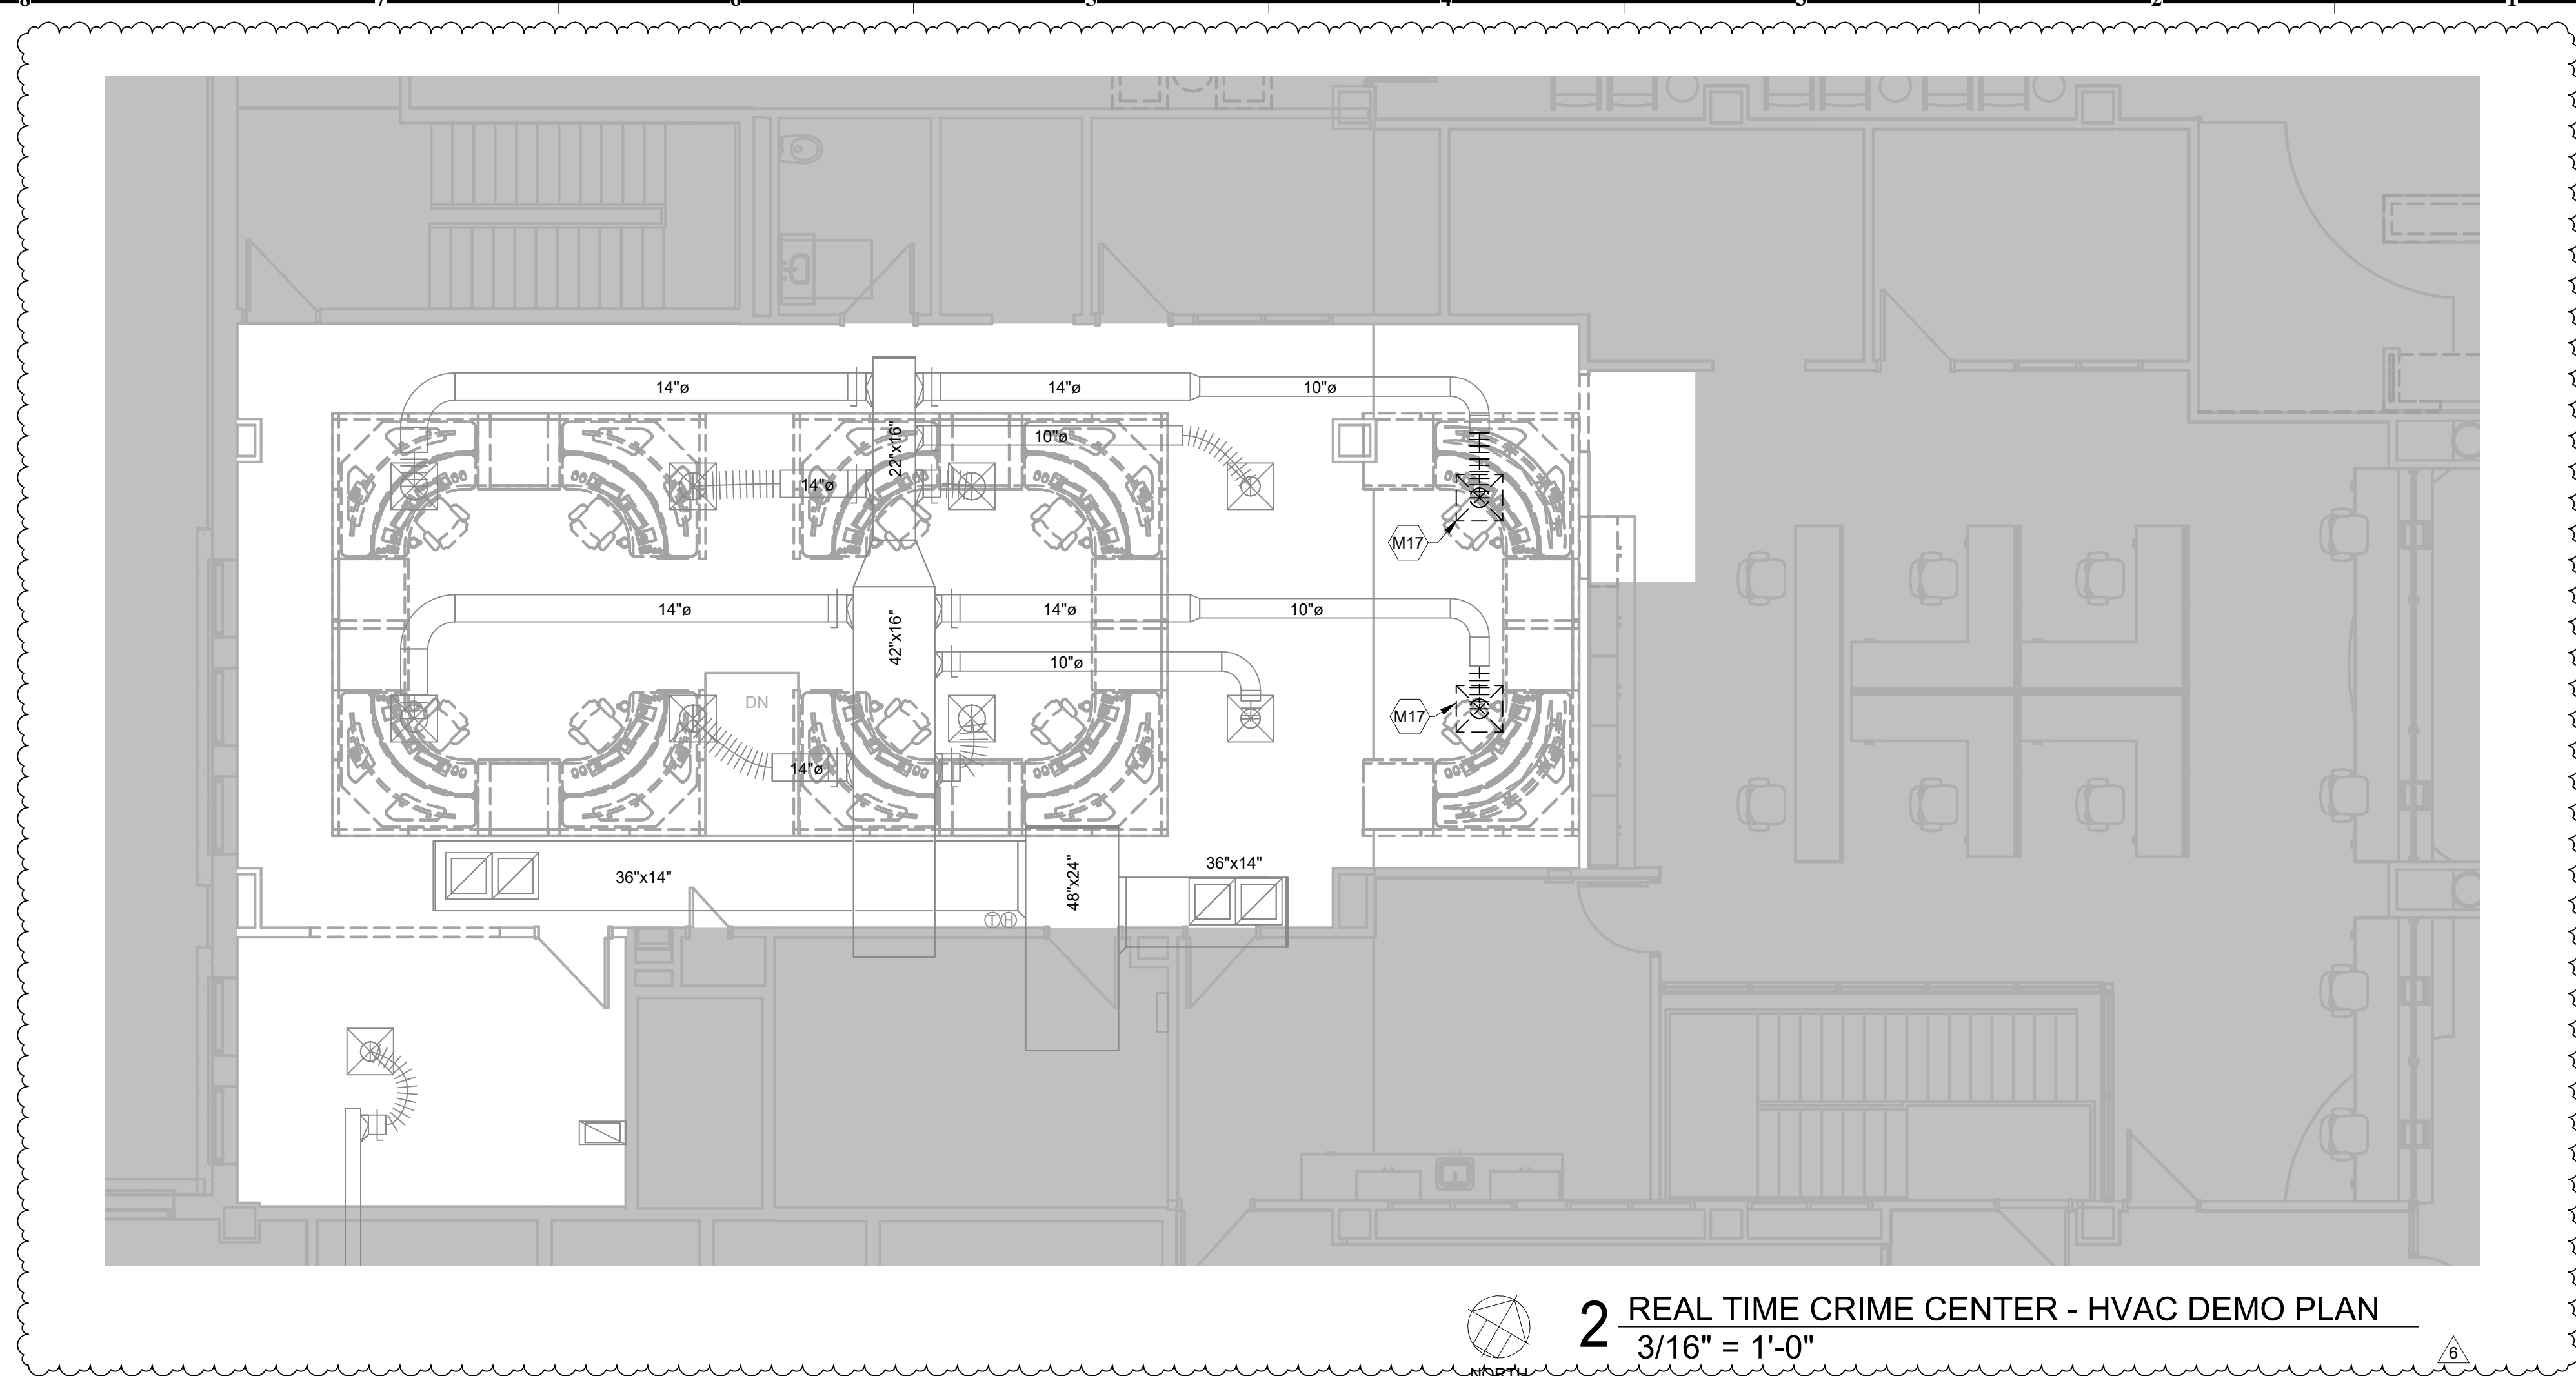 14"ø
14"ø
10"ø
22"x16"
10"ø
14"ø
M17
14"ø
42"x16"
14"ø
10"ø
10"ø
DN
M17
14"ø
36"x14"
48"x24"
36"x14"
T H
2 REAL TIME CRIME CENTER - HVAC DEMO PLAN
3/16" = 1'-0"
6
NORTH